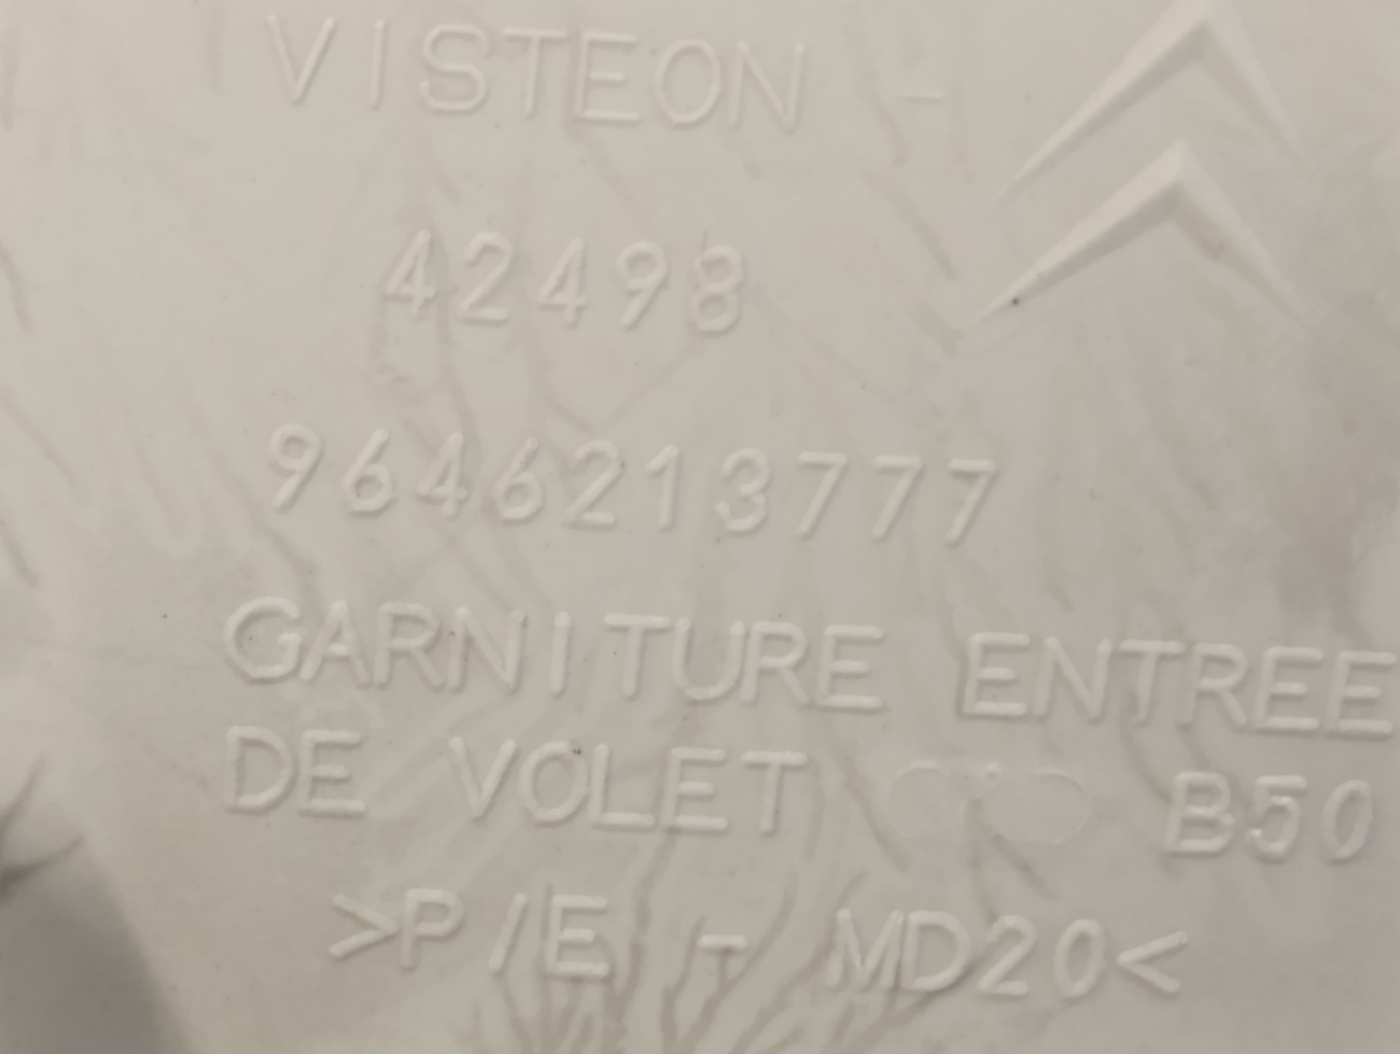 VISTEON -
42498
9646213777
GARNITURE ENTREE
DE VOLET B50
>P/E - MD20<